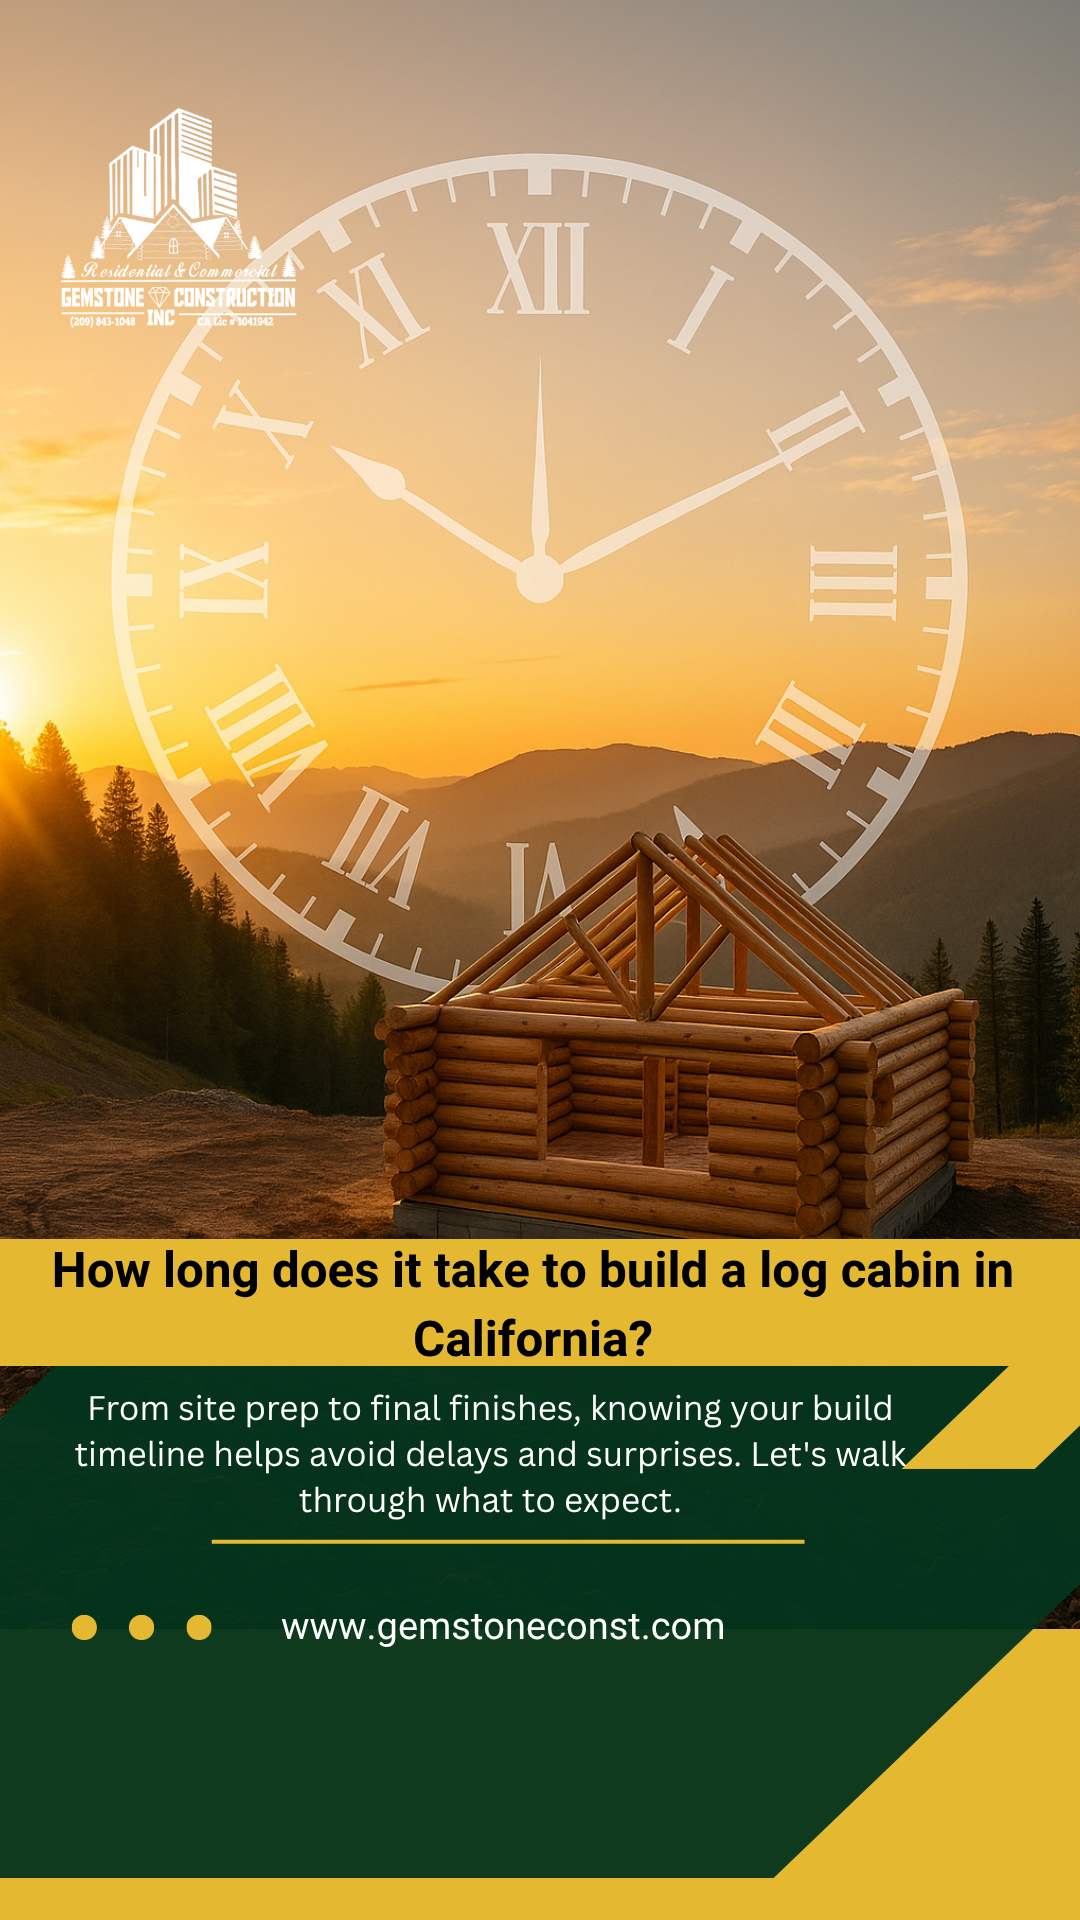 Residential & Commercial
GEMSTONE CONSTRUCTION
INC
(209) 843-1048 CA Lic # 1041942
XII
I
II
III
IIII
VI
VII
VIII
IX
X
XI
How long does it take to build a log cabin in
California?
From site prep to final finishes, knowing your build
timeline helps avoid delays and surprises. Let's walk
through what to expect.
www.gemstoneconst.com